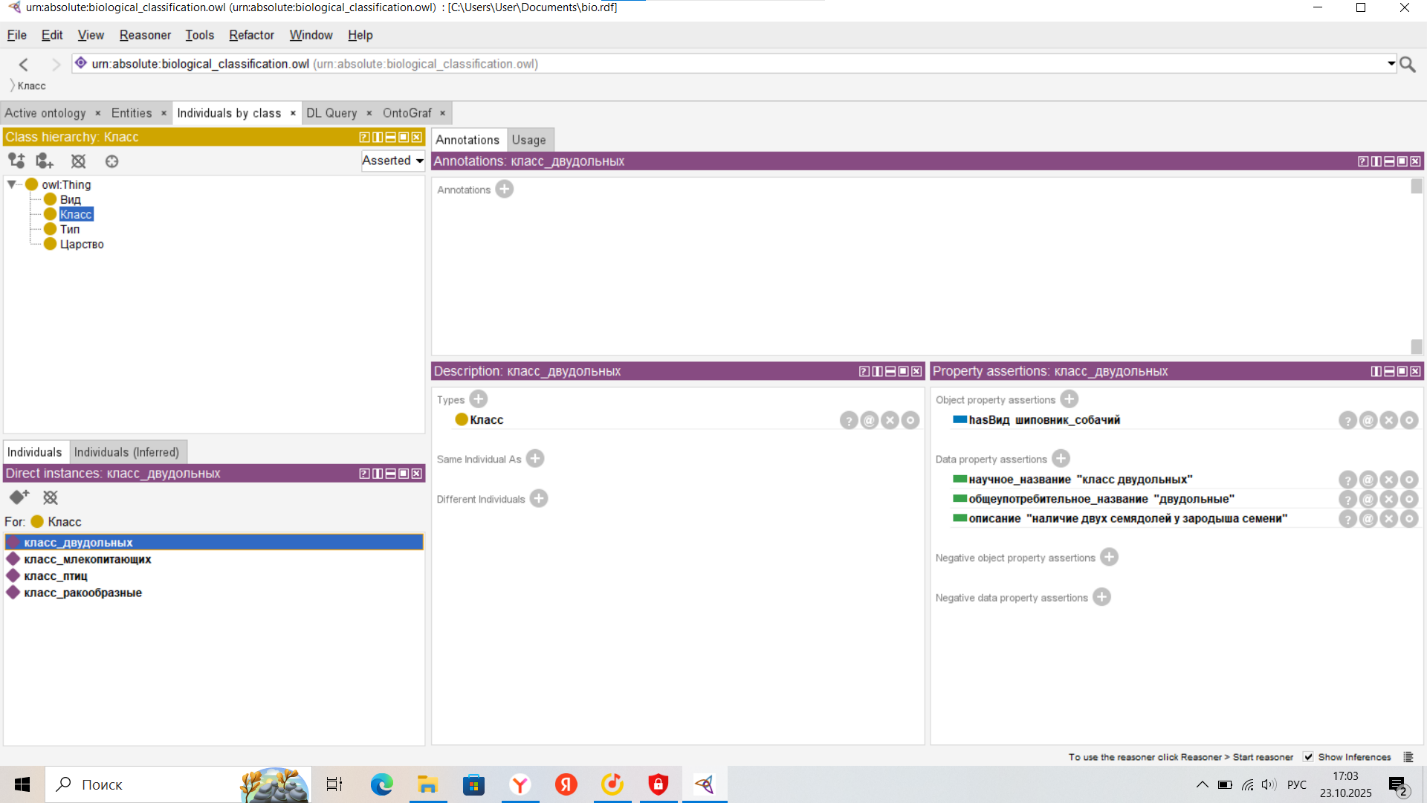 urn:absolute:biological_classification.owl (urn:absolute:biological_classification.owl) : [C:\Users\User\Documents\bio.rdf]
File Edit View Reasoner Tools Refactor Window Help
urn:absolute:biological_classification.owl (urn:absolute:biological_classification.owl)
Класс
Active ontology × Entities × Individuals by class × DL Query × OntoGraf ×
Class hierarchy: Класс
Asserted
owl:Thing
Вид
Класс
Тип
Царство
Individuals Individuals (Inferred)
Direct instances: класс_двудольных
For: Класс
класс_двудольных
класс_млекопитающих
класс_птиц
класс_ракообразные
Annotations Usage
Annotations: класс_двудольных
Annotations
Description: класс_двудольных
Types
Класс
Same Individual As
Different Individuals
Property assertions: класс_двудольных
Object property assertions
hasВид шиповник_собачий
Data property assertions
научное_название "класс двудольных"
общеупотребительное_название "двудольные"
описание "наличие двух семядолей у зародыша семени"
Negative object property assertions
Negative data property assertions
To use the reasoner click Reasoner > Start reasoner Show Inferences
Поиск
РУС
17:03
23.10.2025
2